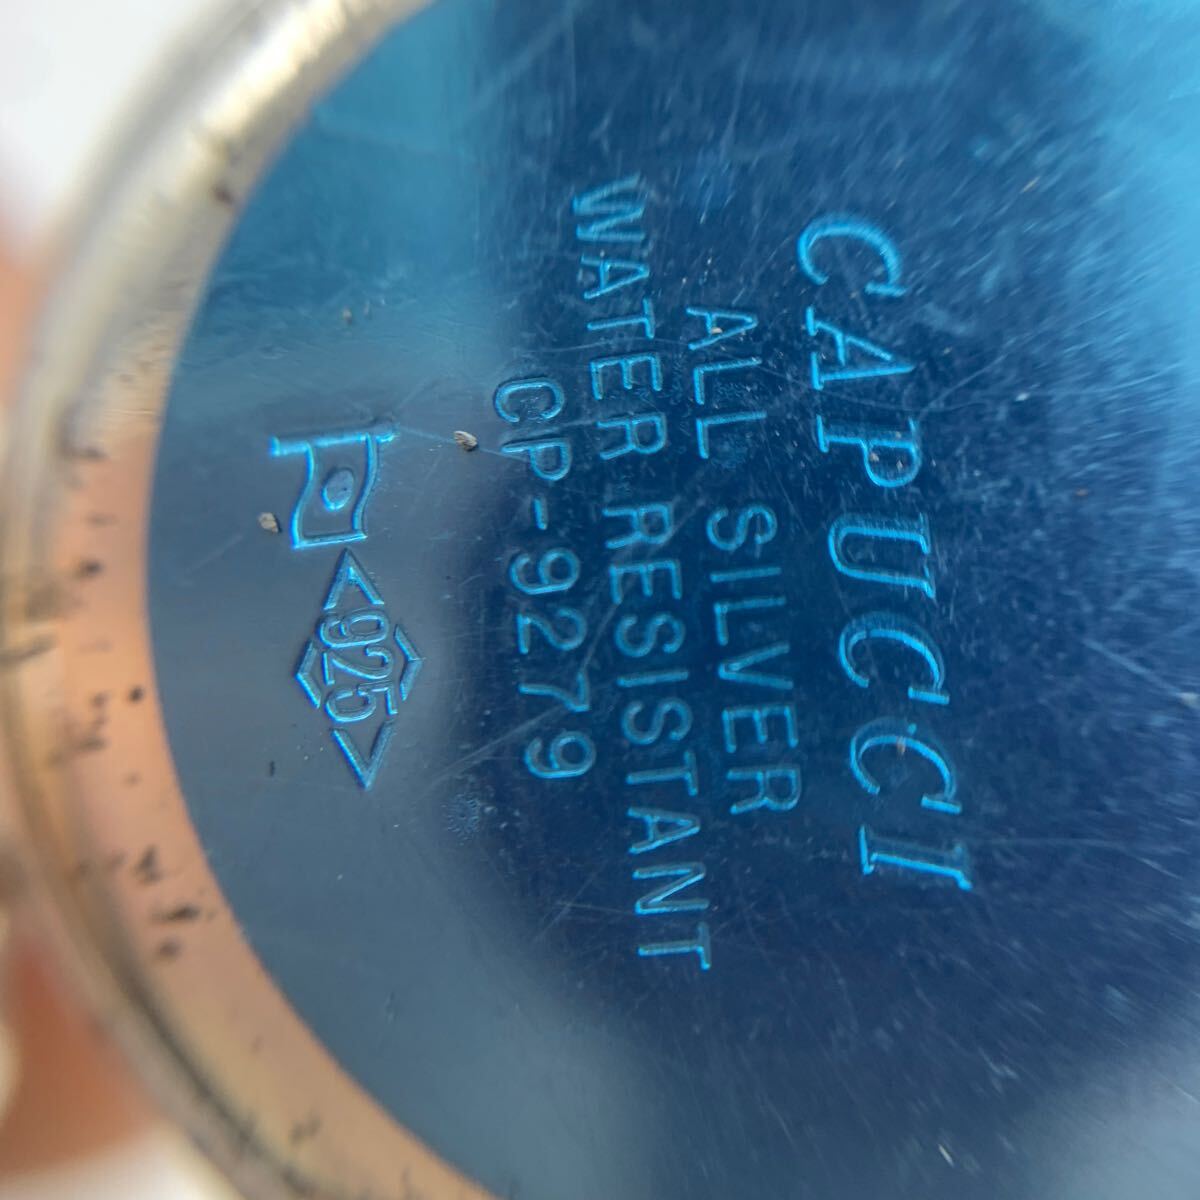 CAPUCCI
ALL SILVER
WATER RESISTANT
CP-9279
<925>